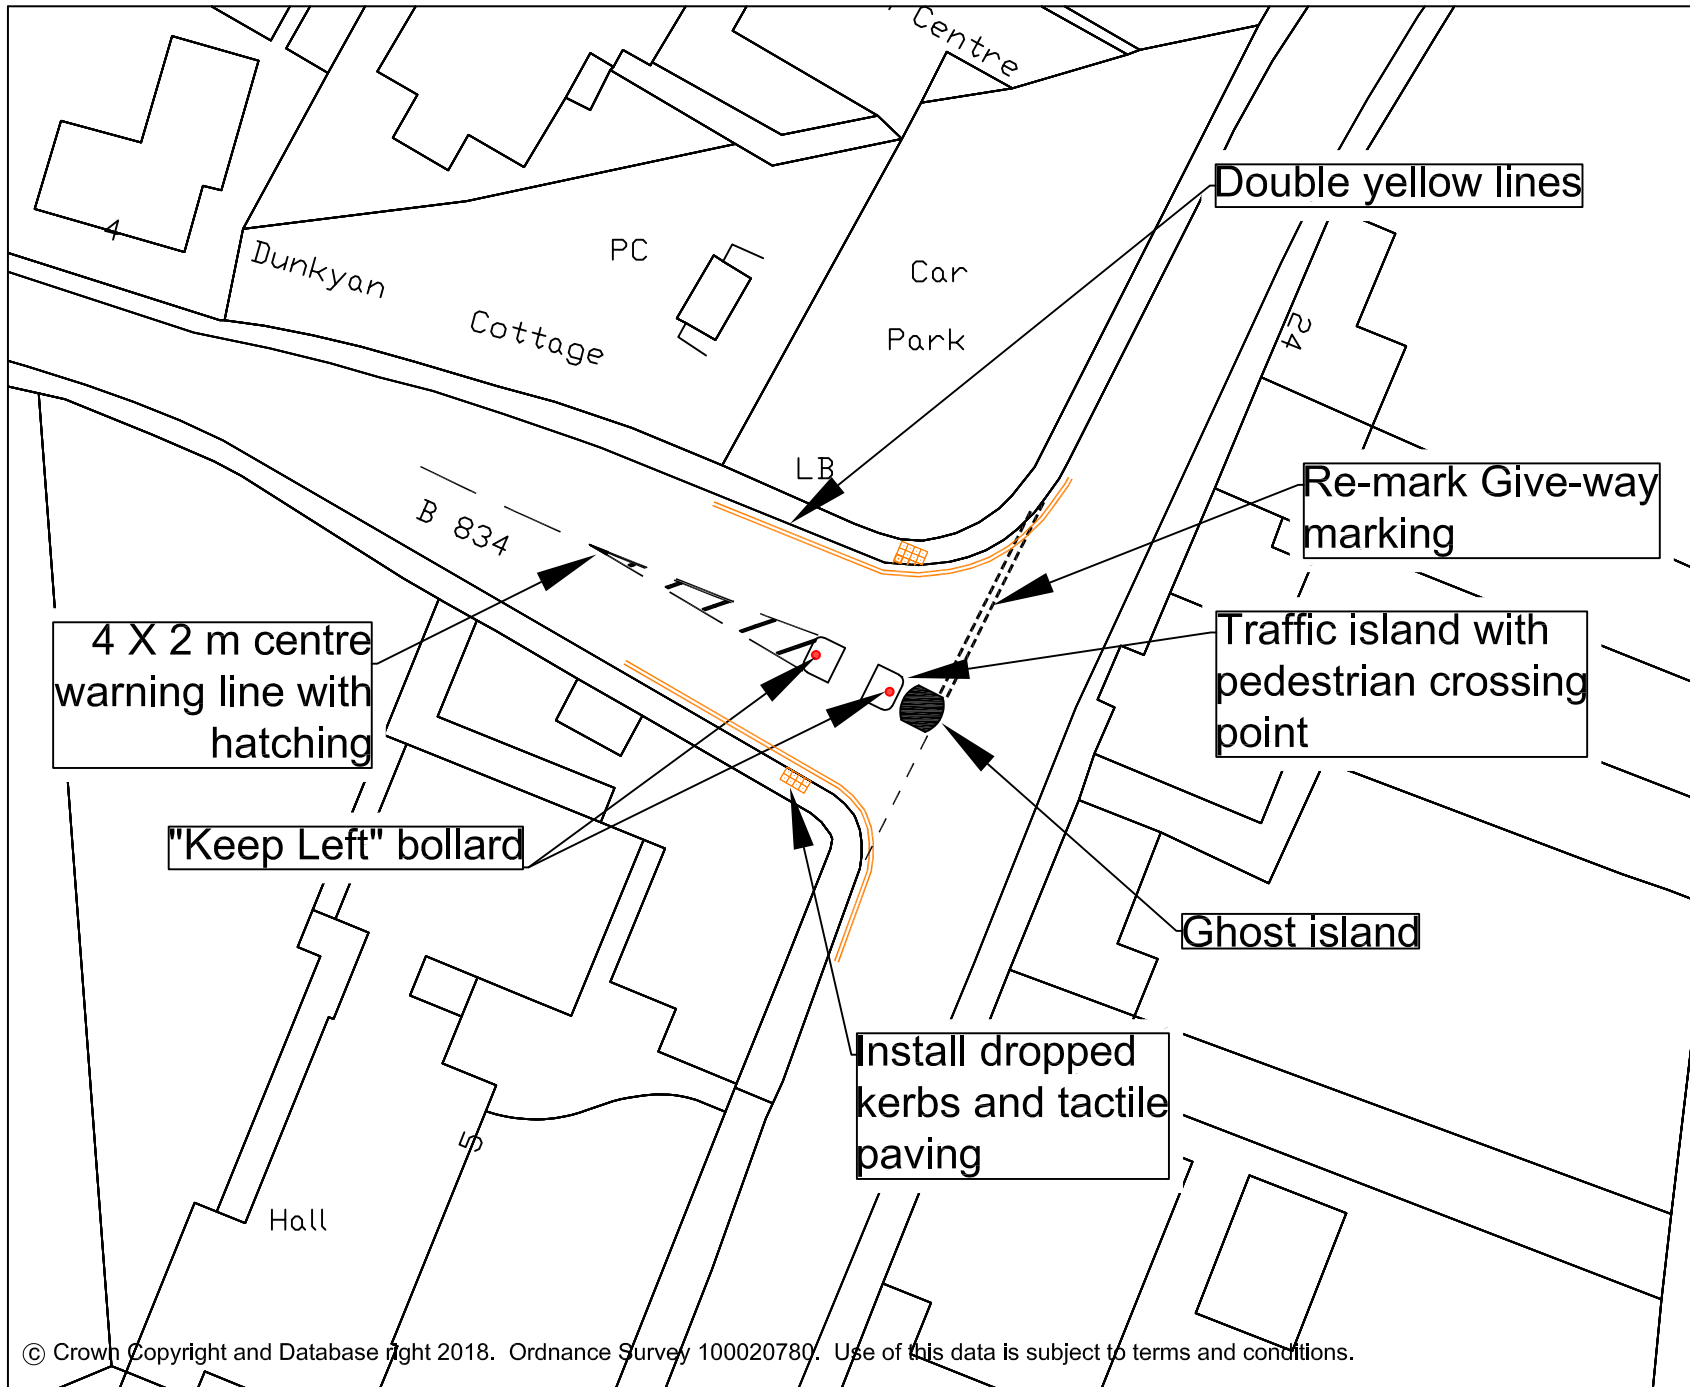 Centre
Double yellow lines
4
Dunkyan
PC
Car
Cottage
Park
24
LB
Re-mark Give-way
marking
B 834
4 X 2 m centre
warning line with
hatching
Traffic island with
pedestrian crossing
point
"Keep Left" bollard
Ghost island
Install dropped
kerbs and tactile
paving
5
Hall
© Crown Copyright and Database right 2018. Ordnance Survey 100020780. Use of this data is subject to terms and conditions.